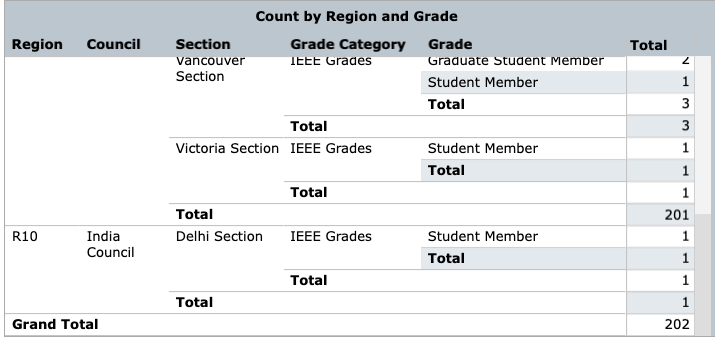 Count by Region and Grade
Region Council Section Grade Category Grade Total
Vancouver Section IEEE Grades Graduate Student Member 2
Student Member 1
Total 3
Total 3
Victoria Section IEEE Grades Student Member 1
Total 1
Total 1
Total 201
R10 India Council Delhi Section IEEE Grades Student Member 1
Total 1
Total 1
Total 1
Grand Total 202